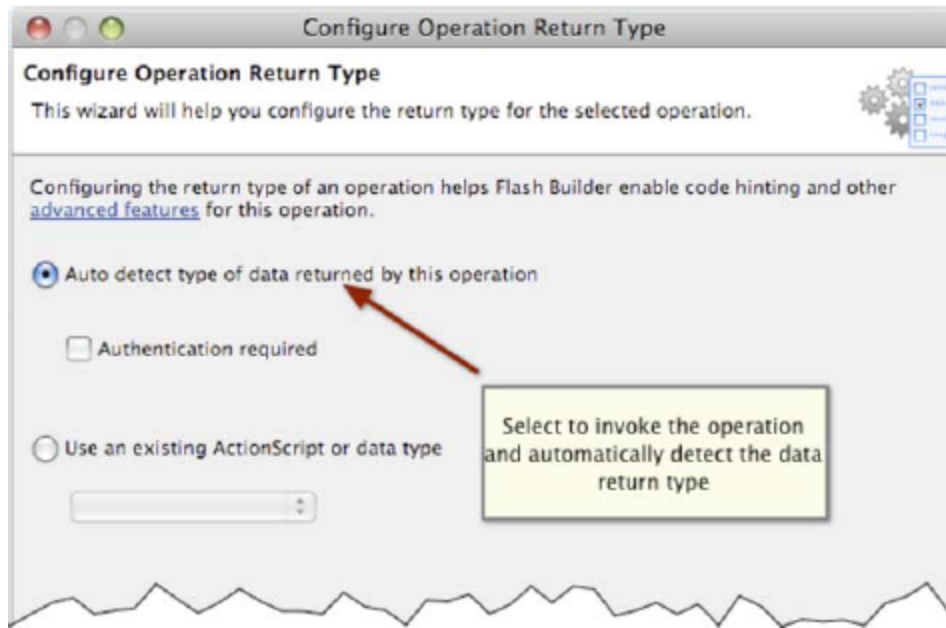 Configure Operation Return Type
Configure Operation Return Type
This wizard will help you configure the return type for the selected operation.
Configuring the return type of an operation helps Flash Builder enable code hinting and other
advanced features for this operation.
Auto detect type of data returned by this operation
Authentication required
Use an existing ActionScript or data type
Select to invoke the operation
and automatically detect the data
return type